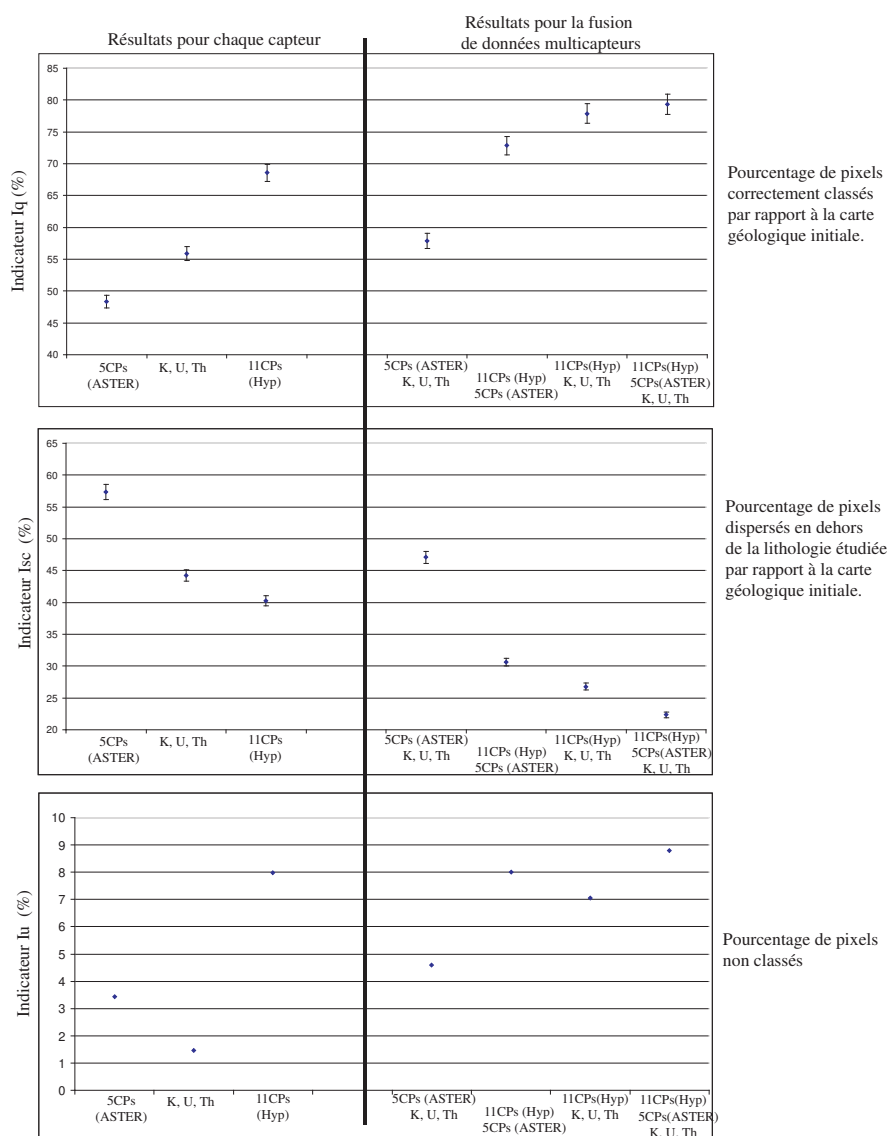 Résultats pour chaque capteur
Résultats pour la fusion
de données multicapteurs
Indicateur Iq (%)
85
80
75
70
65
60
55
50
45
40
5CPs
(ASTER)
K, U, Th
11CPs
(Hyp)
5CPs (ASTER)
K, U, Th
11CPs (Hyp)
5CPs (ASTER)
11CPs(Hyp)
K, U, Th
11CPs(Hyp)
5CPs(ASTER)
K, U, Th
Pourcentage de pixels
correctement classés
par rapport à la carte
géologique initiale.
Indicateur Isc (%)
65
60
55
50
45
40
35
30
25
20
5CPs
(ASTER)
K, U, Th
11CPs
(Hyp)
5CPs (ASTER)
K, U, Th
11CPs (Hyp)
5CPs (ASTER)
11CPs(Hyp)
K, U, Th
11CPs(Hyp)
5CPs(ASTER)
K, U, Th
Pourcentage de pixels
dispersés en dehors
de la lithologie étudiée
par rapport à la carte
géologique initiale.
Indicateur Iu (%)
10
9
8
7
6
5
4
3
2
1
0
5CPs
(ASTER)
K, U, Th
11CPs
(Hyp)
5CPs (ASTER)
K, U, Th
11CPs (Hyp)
5CPs (ASTER)
11CPs(Hyp)
K, U, Th
11CPs(Hyp)
5CPs(ASTER)
K, U, Th
Pourcentage de pixels
non classés